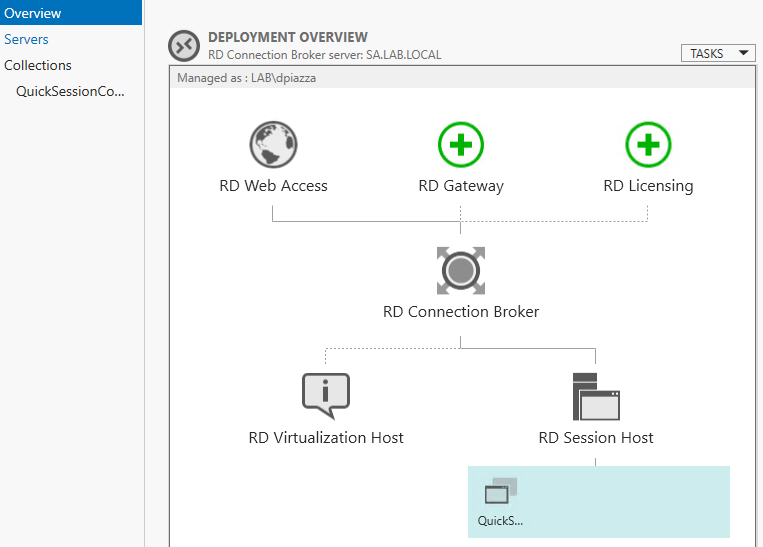 Overview
Servers
Collections
QuickSessionCo...
DEPLOYMENT OVERVIEW
RD Connection Broker server: SA.LAB.LOCAL
TASKS
Managed as : LAB\dpiazza
RD Web Access
RD Gateway
RD Licensing
RD Connection Broker
RD Virtualization Host
RD Session Host
QuickS...